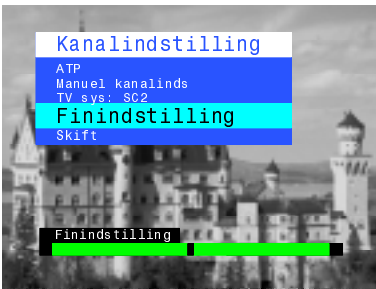 Kanalindstilling
ATP
Manuel kanalinds
TV sys: SC2
Finindstilling
Skift
Finindstilling